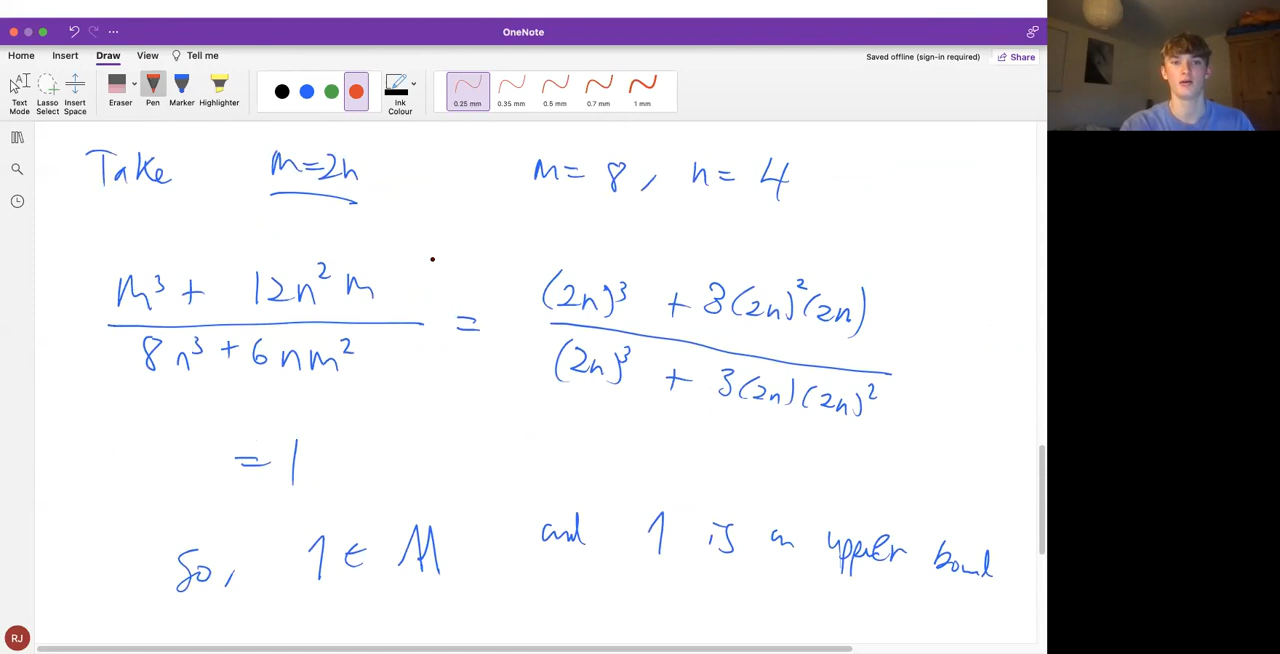 OneNote
Home Insert Draw View Tell me
Saved offline (sign-in required) Share
Text Mode Lasso Select Insert Space Eraser Pen Marker Highlighter Ink Colour 0.25 mm 0.35 mm 0.5 mm 0.7 mm 1 mm
Take m=2n m= 8, n= 4
m³ + 12n²m / 8n³ + 6nm² = (2n)³ + 3(2n)²(2n) / (2n)³ + 3(2n)(2n)²
= 1
So, 1 ∈ M and 1 is an upper bound
RJ